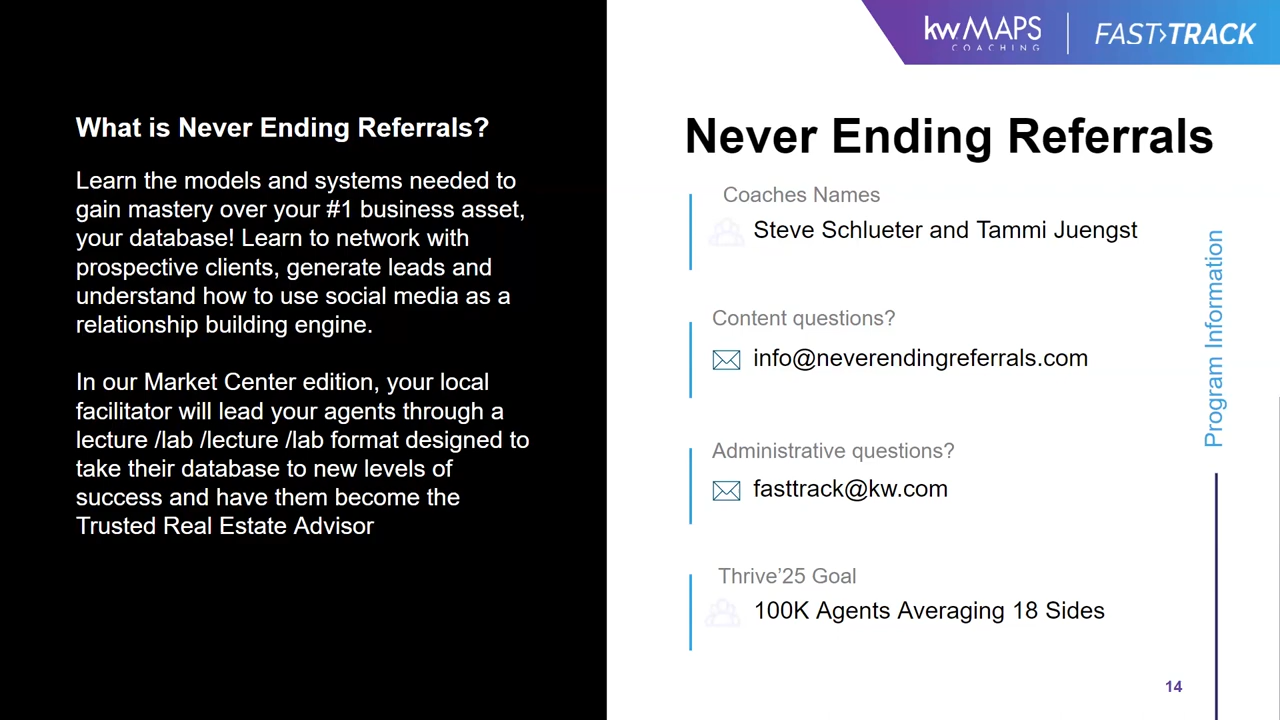 kw MAPS
COACHING
FAST>TRACK
What is Never Ending Referrals?
Learn the models and systems needed to
gain mastery over your #1 business asset,
your database! Learn to network with
prospective clients, generate leads and
understand how to use social media as a
relationship building engine.
In our Market Center edition, your local
facilitator will lead your agents through a
lecture /lab /lecture /lab format designed to
take their database to new levels of
success and have them become the
Trusted Real Estate Advisor
Never Ending Referrals
Coaches Names
Steve Schlueter and Tammi Juengst
Content questions?
info@neverendingreferrals.com
Administrative questions?
fasttrack@kw.com
Thrive’25 Goal
100K Agents Averaging 18 Sides
Program Information
14